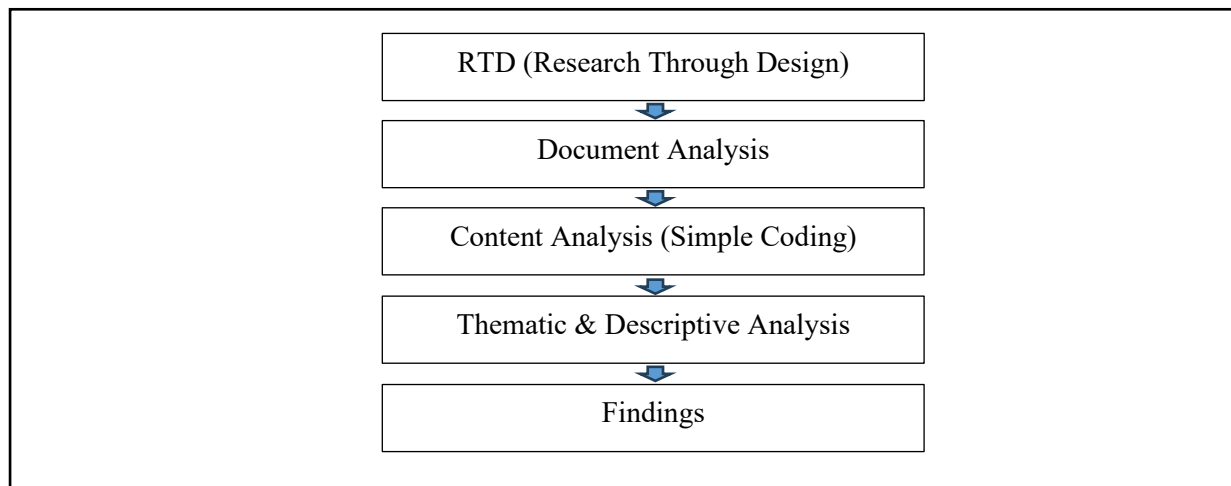 RTD (Research Through Design)
Document Analysis
Content Analysis (Simple Coding)
Thematic & Descriptive Analysis
Findings